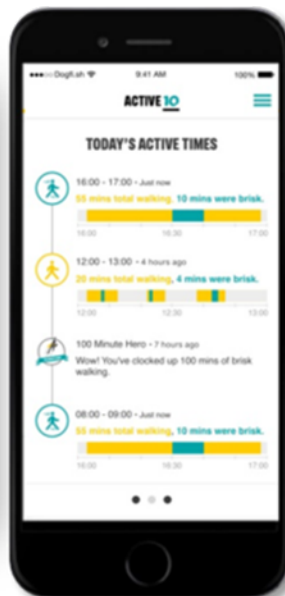 Dogfi.sh 9:41 AM 100%
ACTIVE 10
TODAY'S ACTIVE TIMES
16:00 - 17:00 - Just now
55 mins total walking, 10 mins were brisk.
16:00 16:30 17:00
12:00 - 13:00 - 4 hours ago
20 mins total walking, 4 mins were brisk.
12:00 12:30 13:00
100 Minute Hero - 7 hours ago
Wow! You've clocked up 100 mins of brisk
walking.
08:00 - 09:00 - Just now
55 mins total walking, 10 mins were brisk.
16:00 16:30 17:00